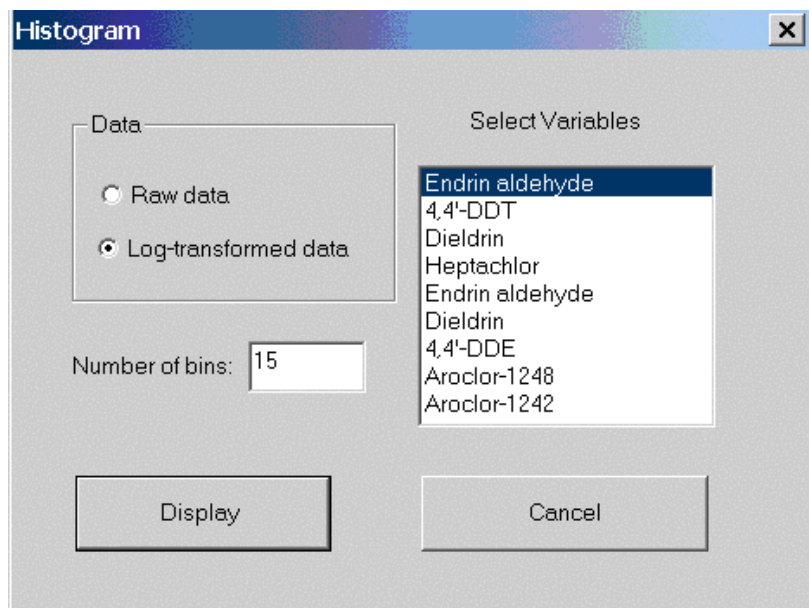 Histogram
Data
Raw data
Log-transformed data
Number of bins: 15
Select Variables
Endrin aldehyde
4,4'-DDT
Dieldrin
Heptachlor
Endrin aldehyde
Dieldrin
4,4'-DDE
Aroclor-1248
Aroclor-1242
Display
Cancel